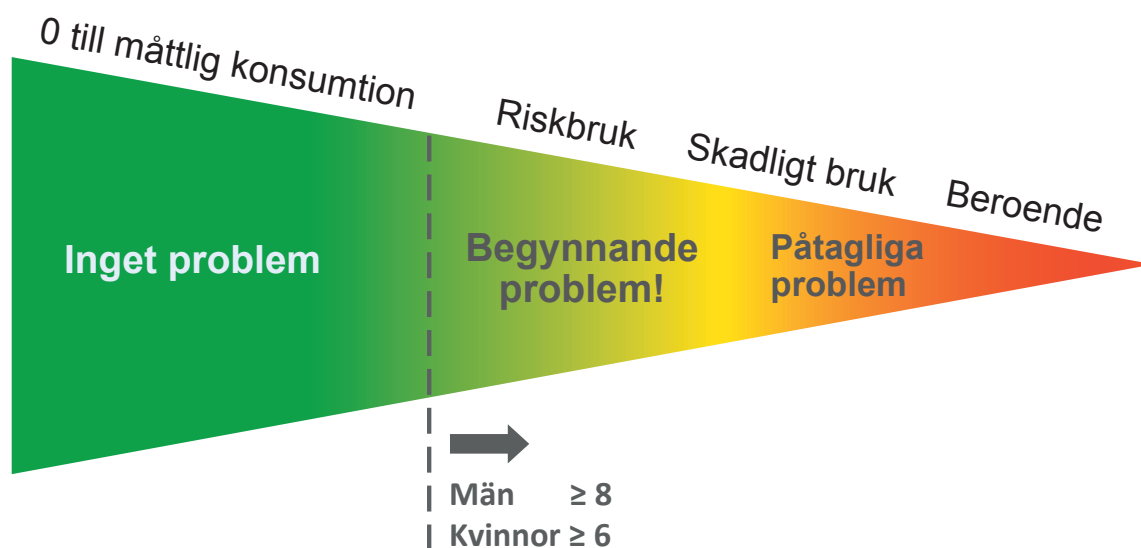 0 till måttlig konsumtion
Riskbruk
Skadligt bruk
Beroende
Inget problem
Begynnande
problem!
Påtagliga
problem
Män ≥ 8
Kvinnor ≥ 6